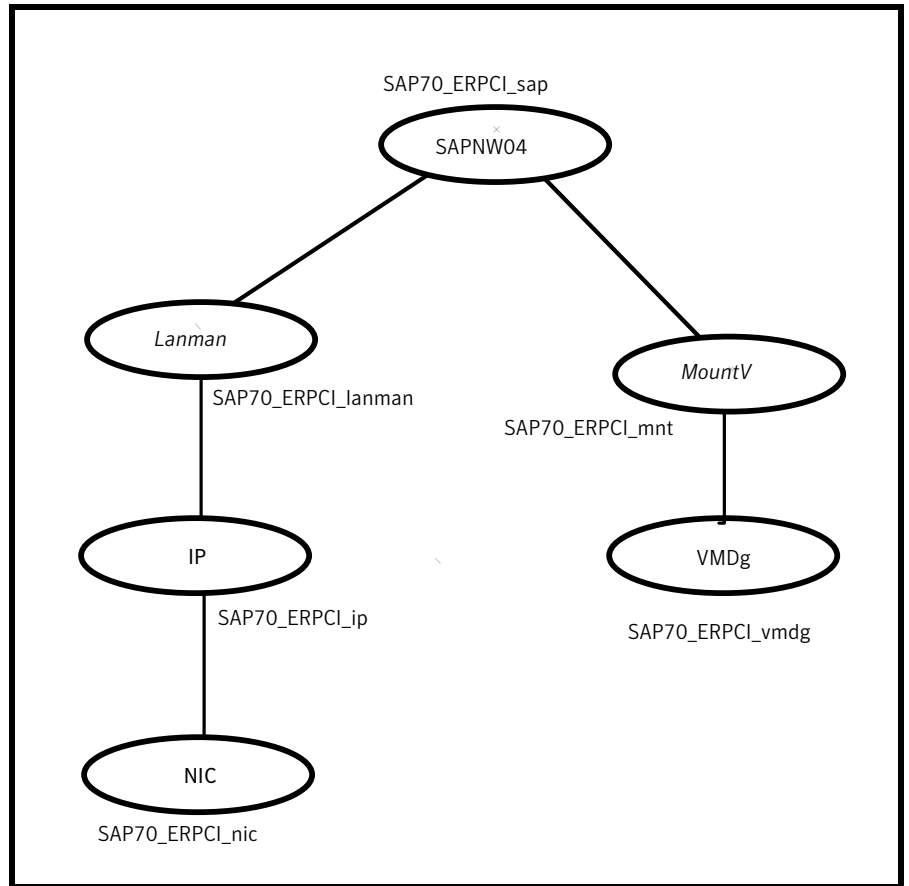 SAP70_ERPCI_sap
SAPNW04
Lanman
SAP70_ERPCI_lanman
MountV
SAP70_ERPCI_mnt
IP
SAP70_ERPCI_ip
VMDg
SAP70_ERPCI_vmdg
NIC
SAP70_ERPCI_nic